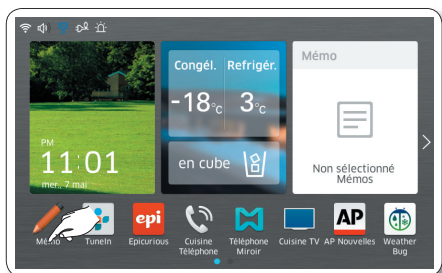 Congél. Refrigér.
Mémo
-18°c 3°c
PM
11:01
mer., 7 mai
en cube
Non sélectionné
Mémos
epi
AP
Mémo TuneIn Epicurious Cuisine Téléphone Cuisine TV AP Nouvelles Weather
Téléphone Miroir Bug